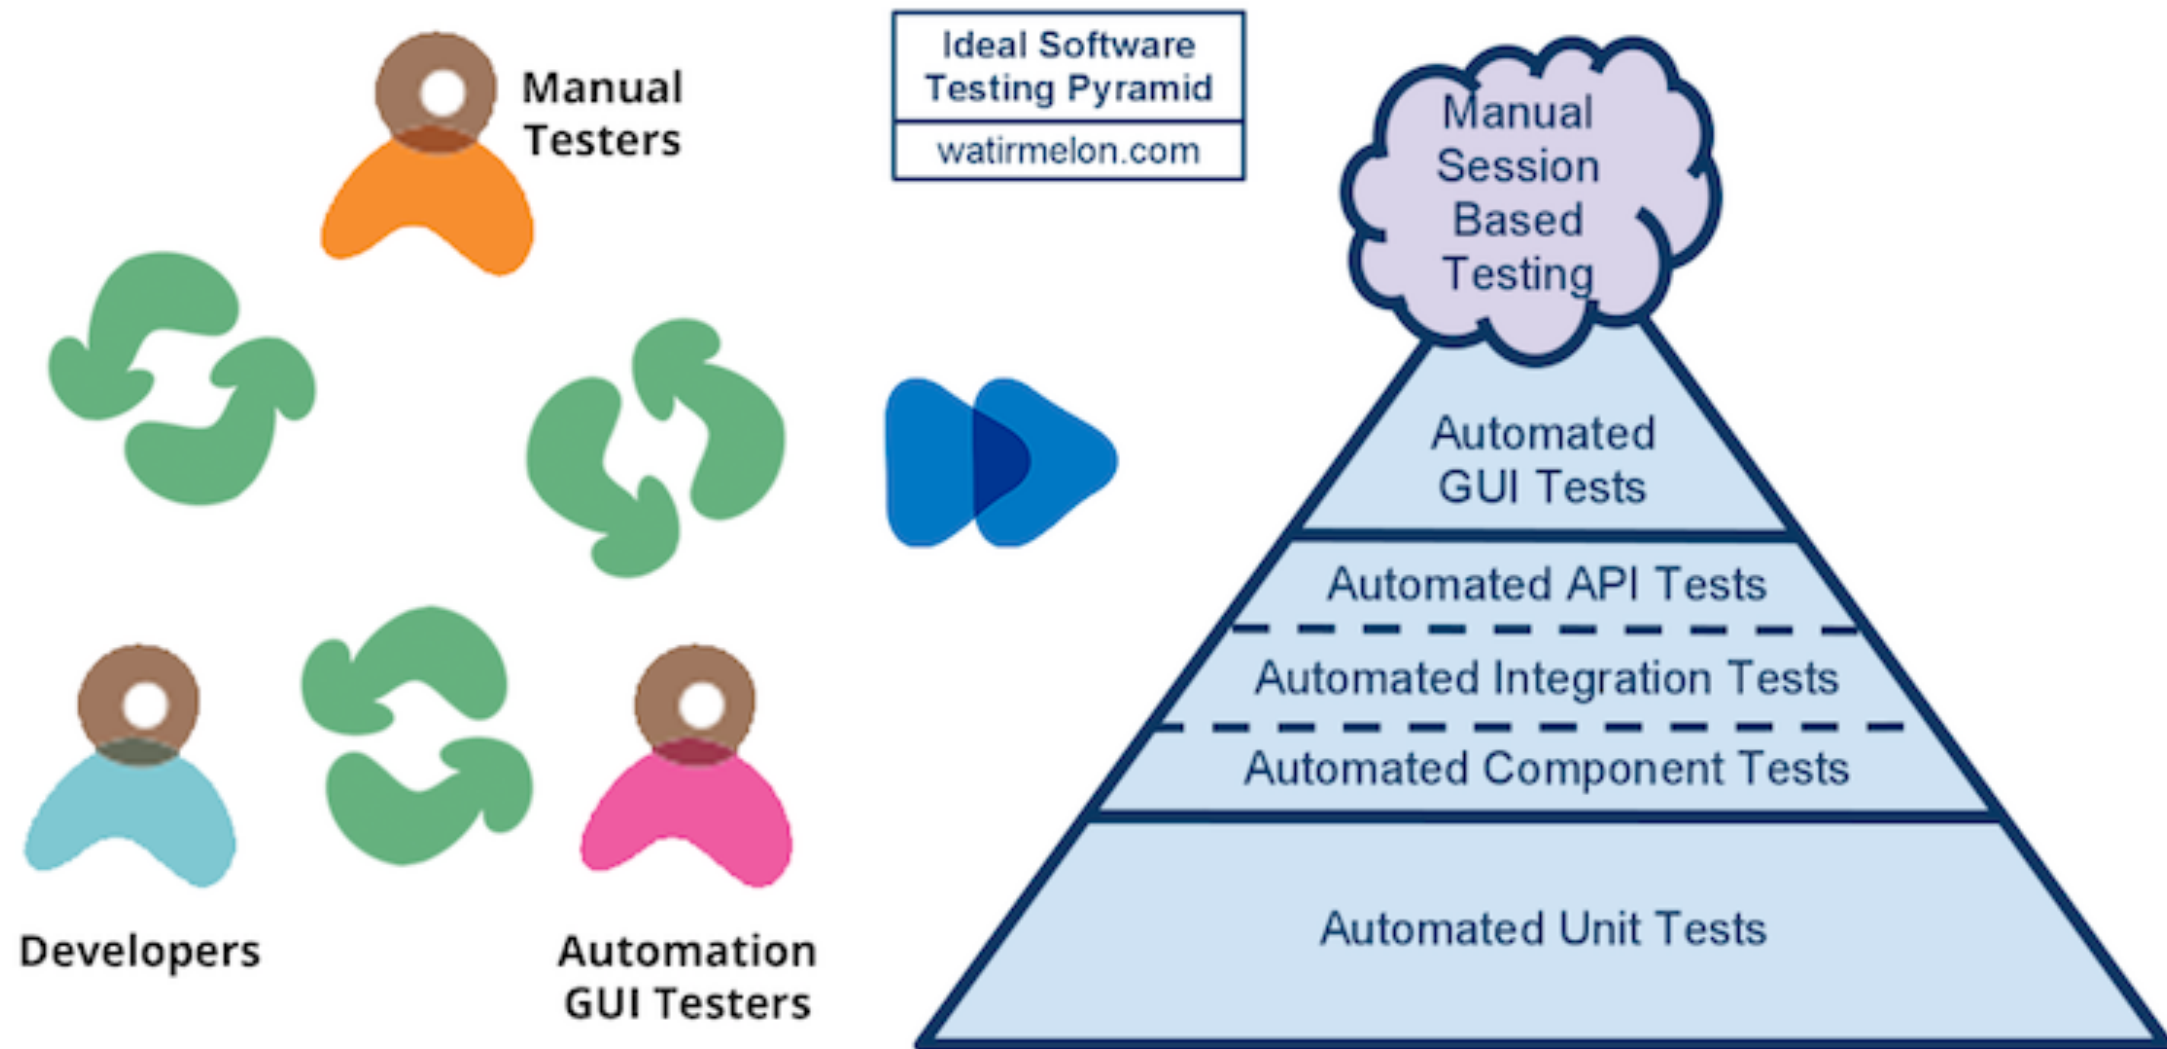 Manual
Testers
Developers
Automation
GUI Testers
Ideal Software
Testing Pyramid
watirmelon.com
Manual
Session
Based
Testing
Automated
GUI Tests
Automated API Tests
Automated Integration Tests
Automated Component Tests
Automated Unit Tests